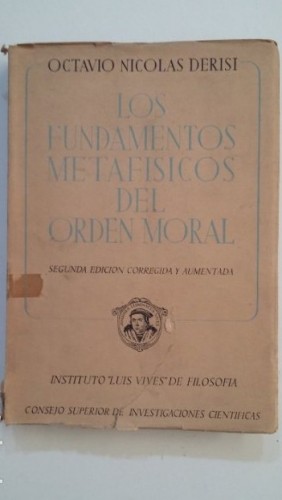 OCTAVIO NICOLAS DERISI
LOS
FUNDAMENTOS
METAFISICOS
DEL
ORDEN MORAL
SEGUNDA EDICION CORREGIDA Y AUMENTADA
INSTITUTO "LUIS VIVES" DE FILOSOFIA
CONSEJO SUPERIOR DE INVESTIGACIONES CIENTIFICAS